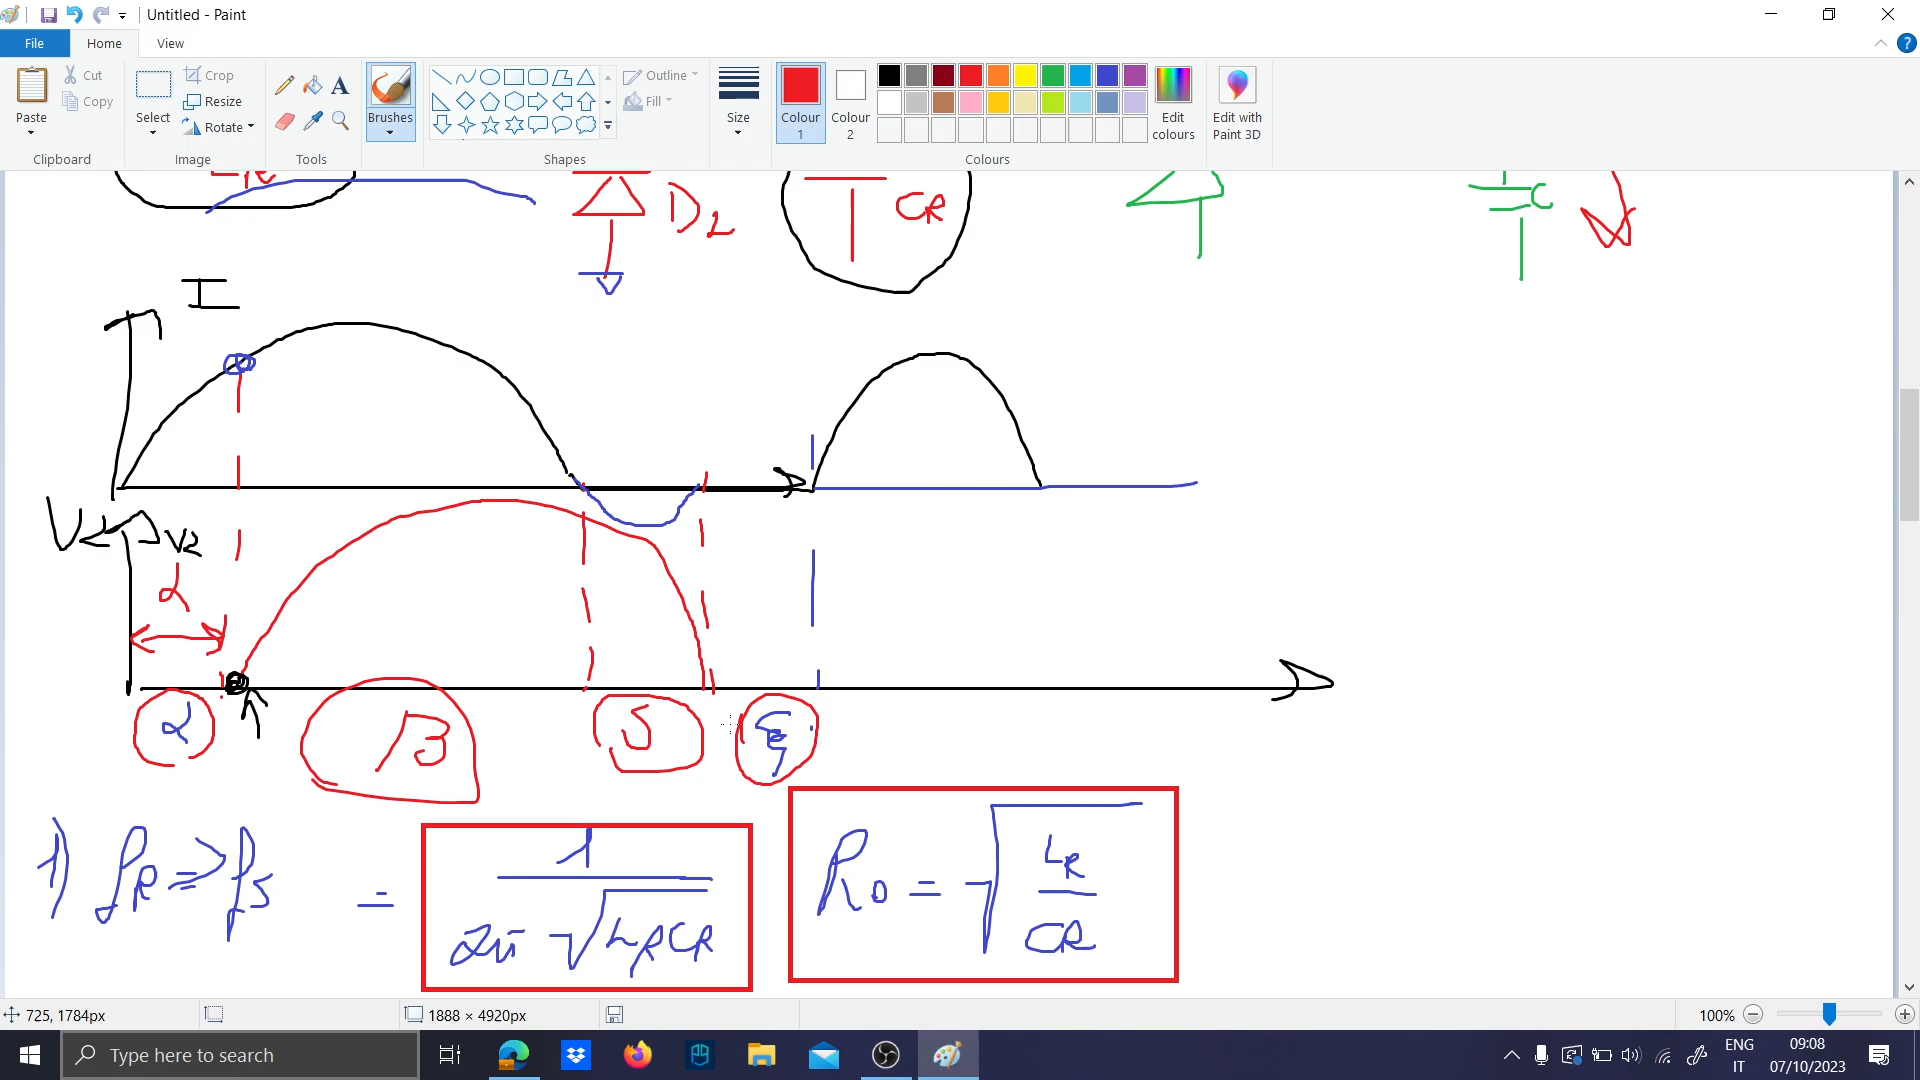 Untitled - Paint
File Home View
Paste
Cut
Copy
Clipboard
Select
Crop
Resize
Rotate
Image
Tools
Brushes
Shapes
Outline
Fill
Size
Colour 1
Colour 2
Colours
Edit colours
Edit with Paint 3D
D2
CR
C
I
V2
α
α β δ ξ
1) fR => fs = 1
2π √LRCR
R0 = √ LR
CR
725, 1784px
1888 × 4920px
100%
Type here to search
ENG
IT
09:08
07/10/2023